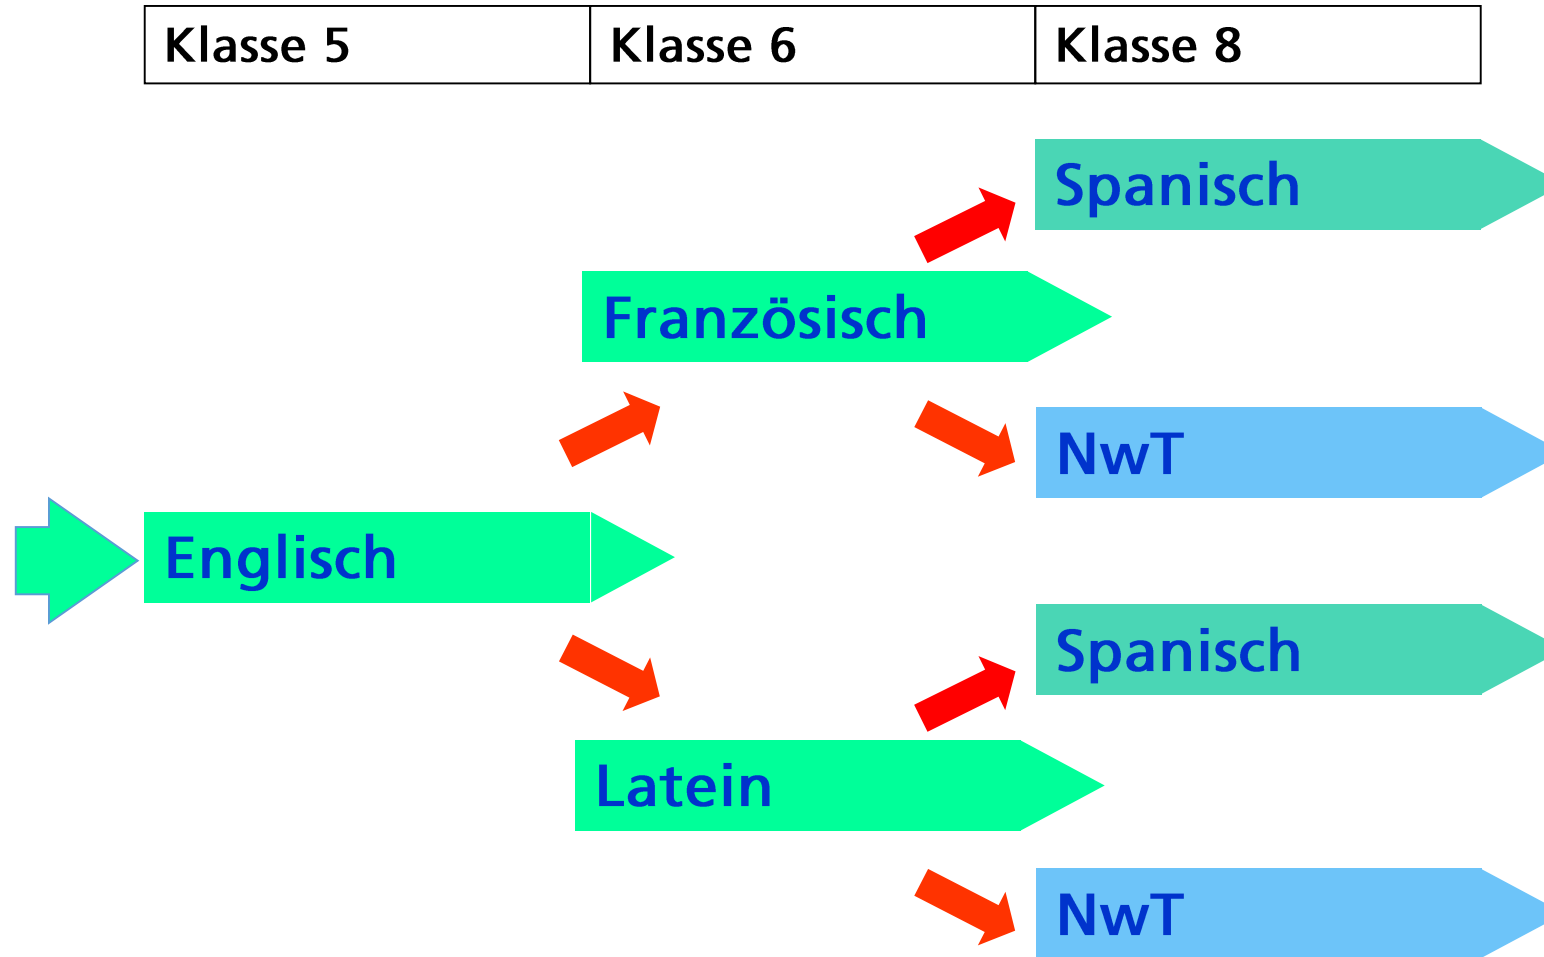 Klasse 5 Klasse 6 Klasse 8
Spanisch
Französisch
NwT
Englisch
Spanisch
Latein
NwT